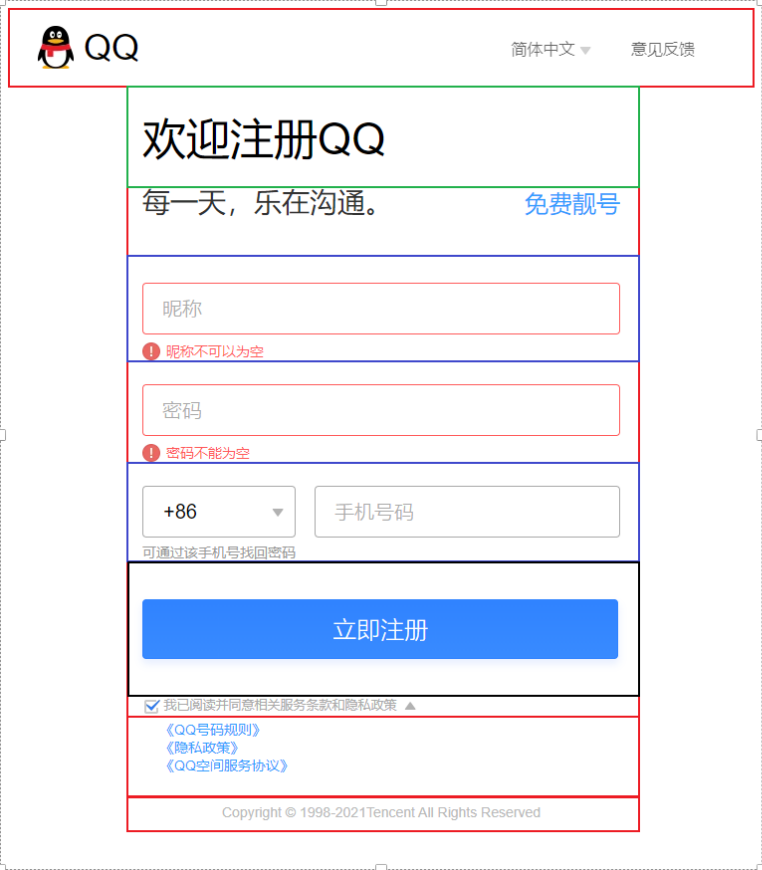 QQ 简体中文 意见反馈
欢迎注册QQ
每一天，乐在沟通。 免费靓号
昵称
昵称不可以为空
密码
密码不能为空
+86 手机号码
可通过该手机号找回密码
立即注册
我已阅读并同意相关服务条款和隐私政策
《QQ号码规则》
《隐私政策》
《QQ空间服务协议》
Copyright © 1998-2021Tencent All Rights Reserved